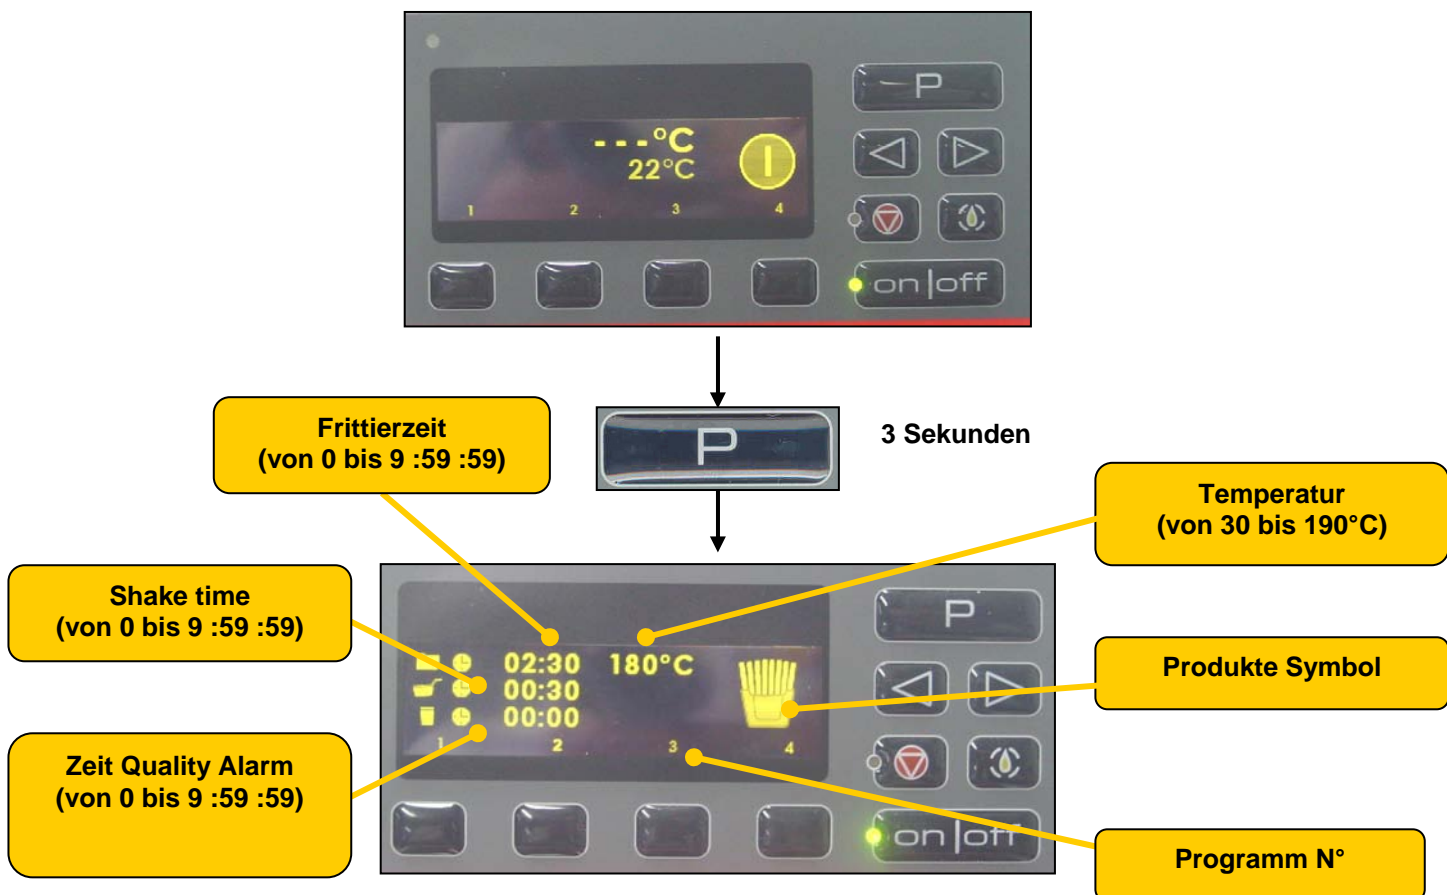 P
- - -°C
22°C
1 2 3 4
on|off
Frittierzeit
(von 0 bis 9 :59 :59)
P
3 Sekunden
Temperatur
(von 30 bis 190°C)
Shake time
(von 0 bis 9 :59 :59)
P
02:30 180°C
00:30
00:00
1 2 3 4
Produkte Symbol
Zeit Quality Alarm
(von 0 bis 9 :59 :59)
on|off
Programm N°